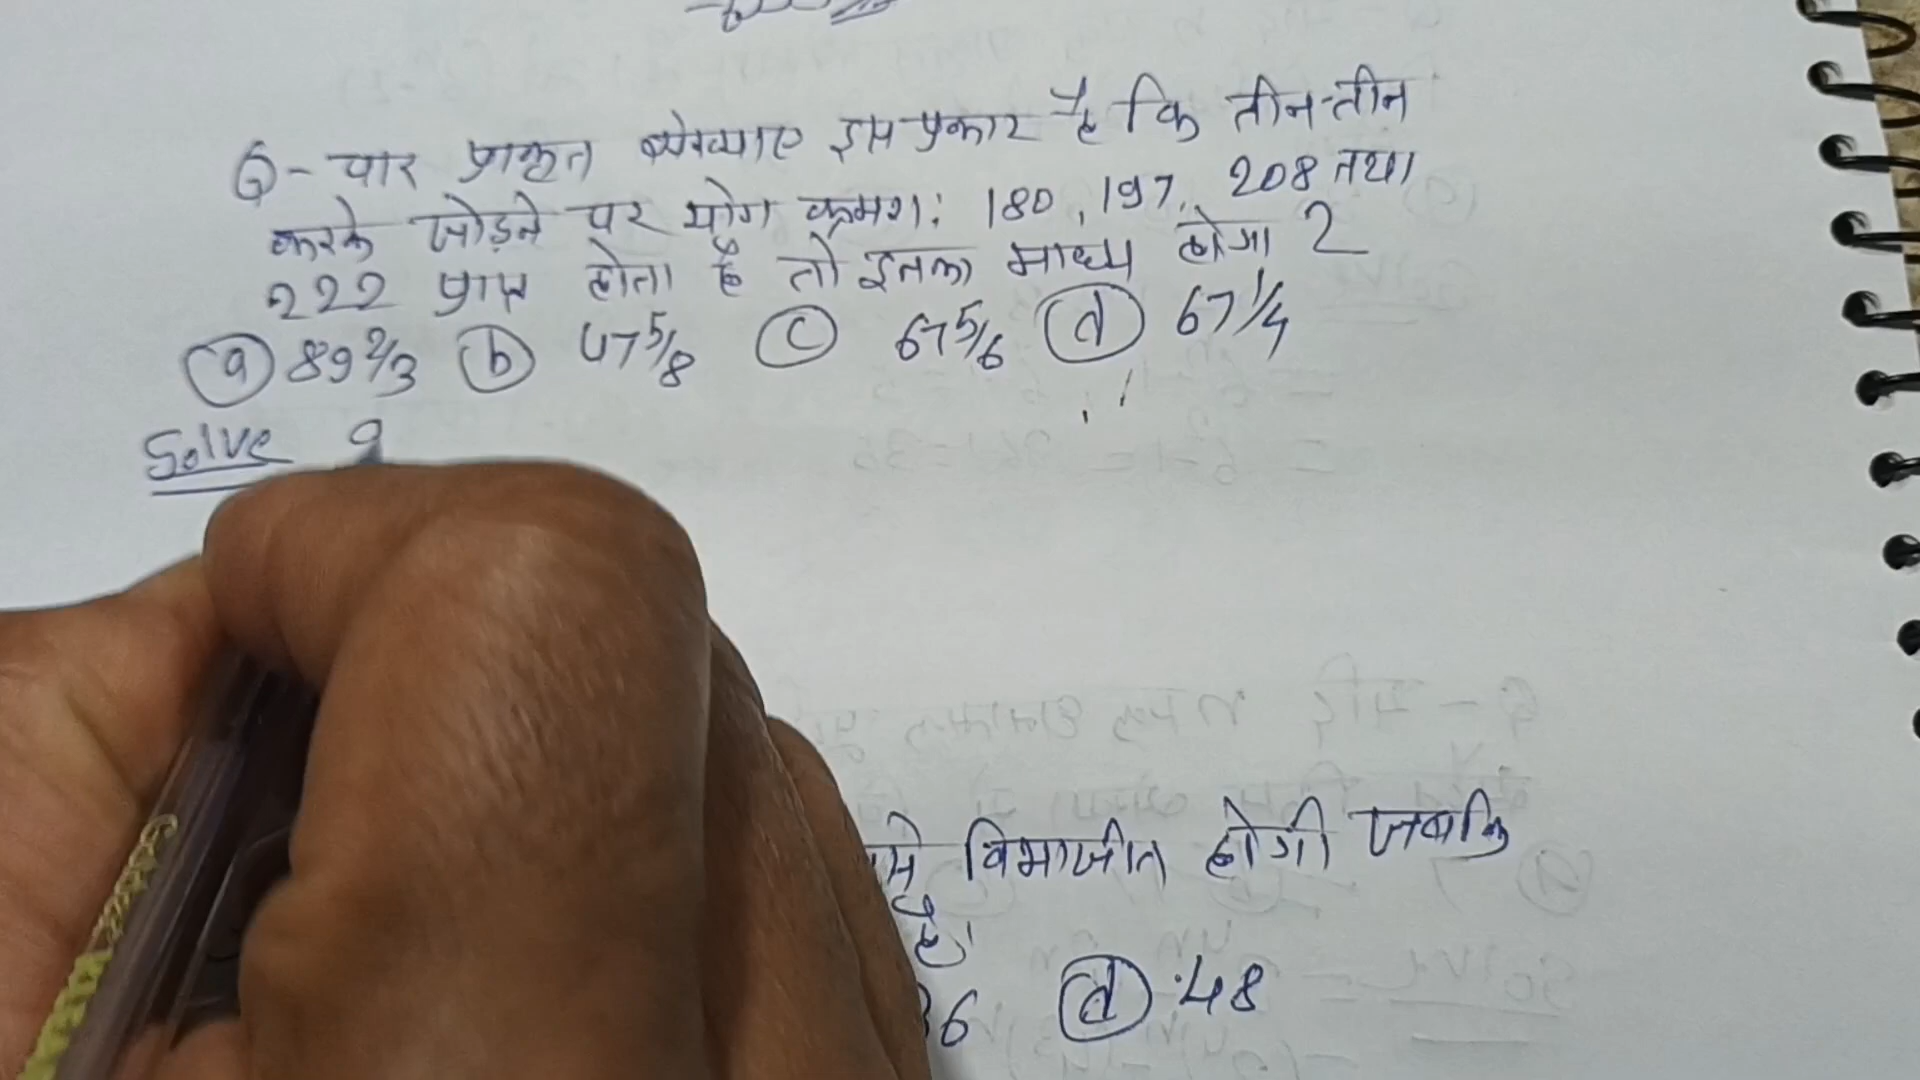 Q- चार प्राकृत संख्याए इस प्रकार है कि तीन-तीन
करके जोड़ने पर योग क्रमश: 180, 197, 208 तथा
222 प्राप्त होता है तो इनका माध्य होगा ?
(a) 89 2/3 (b) 67 5/8 (c) 67 5/6 (d) 67 1/4
Solve
विभाजीत होगी जबकि
है।
36 (d) 48